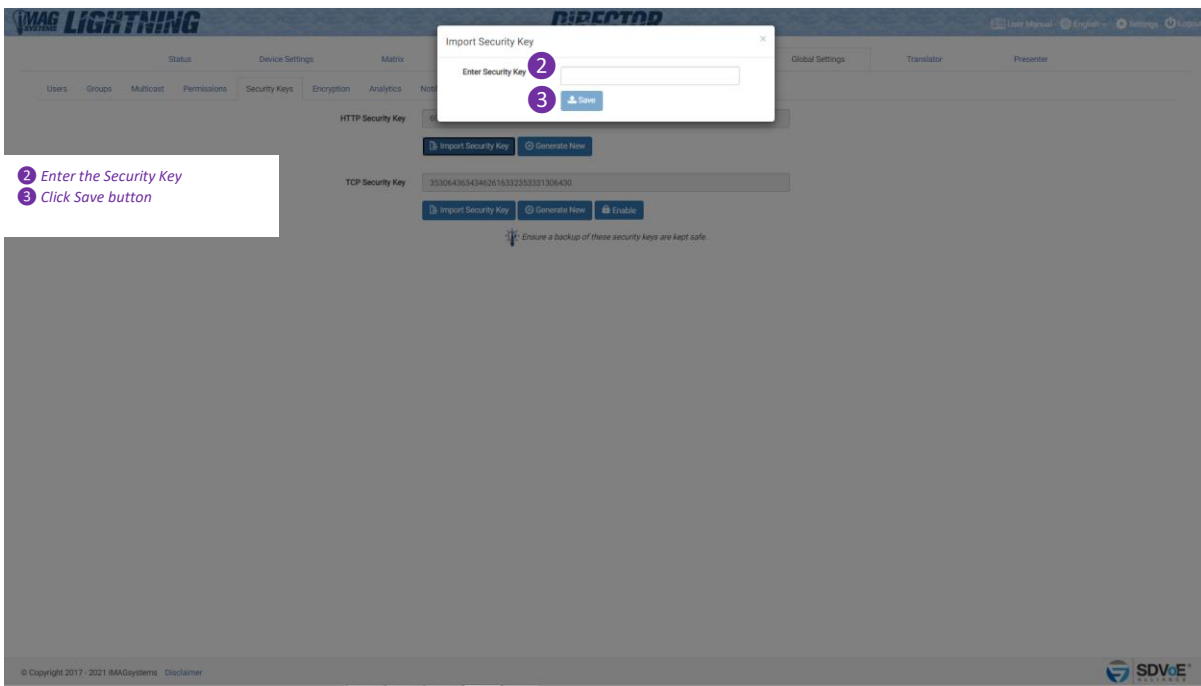 iMAG SYSTEMS LIGHTNING
DIRECTOR
User Manual English Settings
Import Security Key ×
Status Device Settings Matrix Global Settings Translator Presenter
2 Enter Security Key
3 Save
Users Groups Multicast Permissions Security Keys Encryption Analytics
HTTP Security Key
Import Security Key Generate New
2 Enter the Security Key
3 Click Save button
TCP Security Key
Import Security Key Generate New Enable
Ensure a backup of these security keys are kept safe.
© Copyright 2017 - 2021 iMAGsystems Disclaimer
SDVoE
ALLIANCE